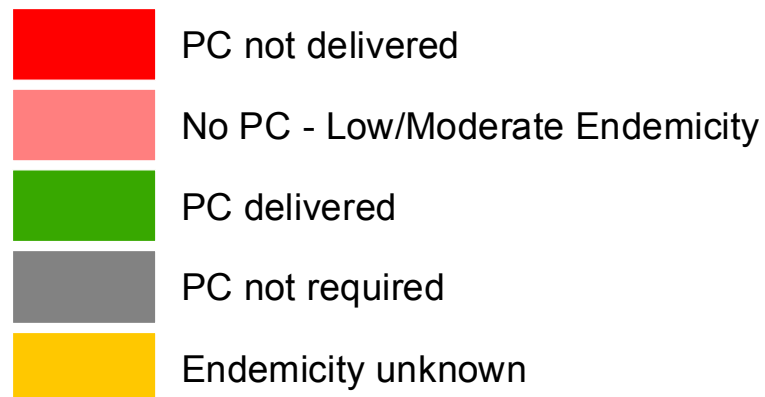 PC not delivered
No PC - Low/Moderate Endemicity
PC delivered
PC not required
Endemicity unknown